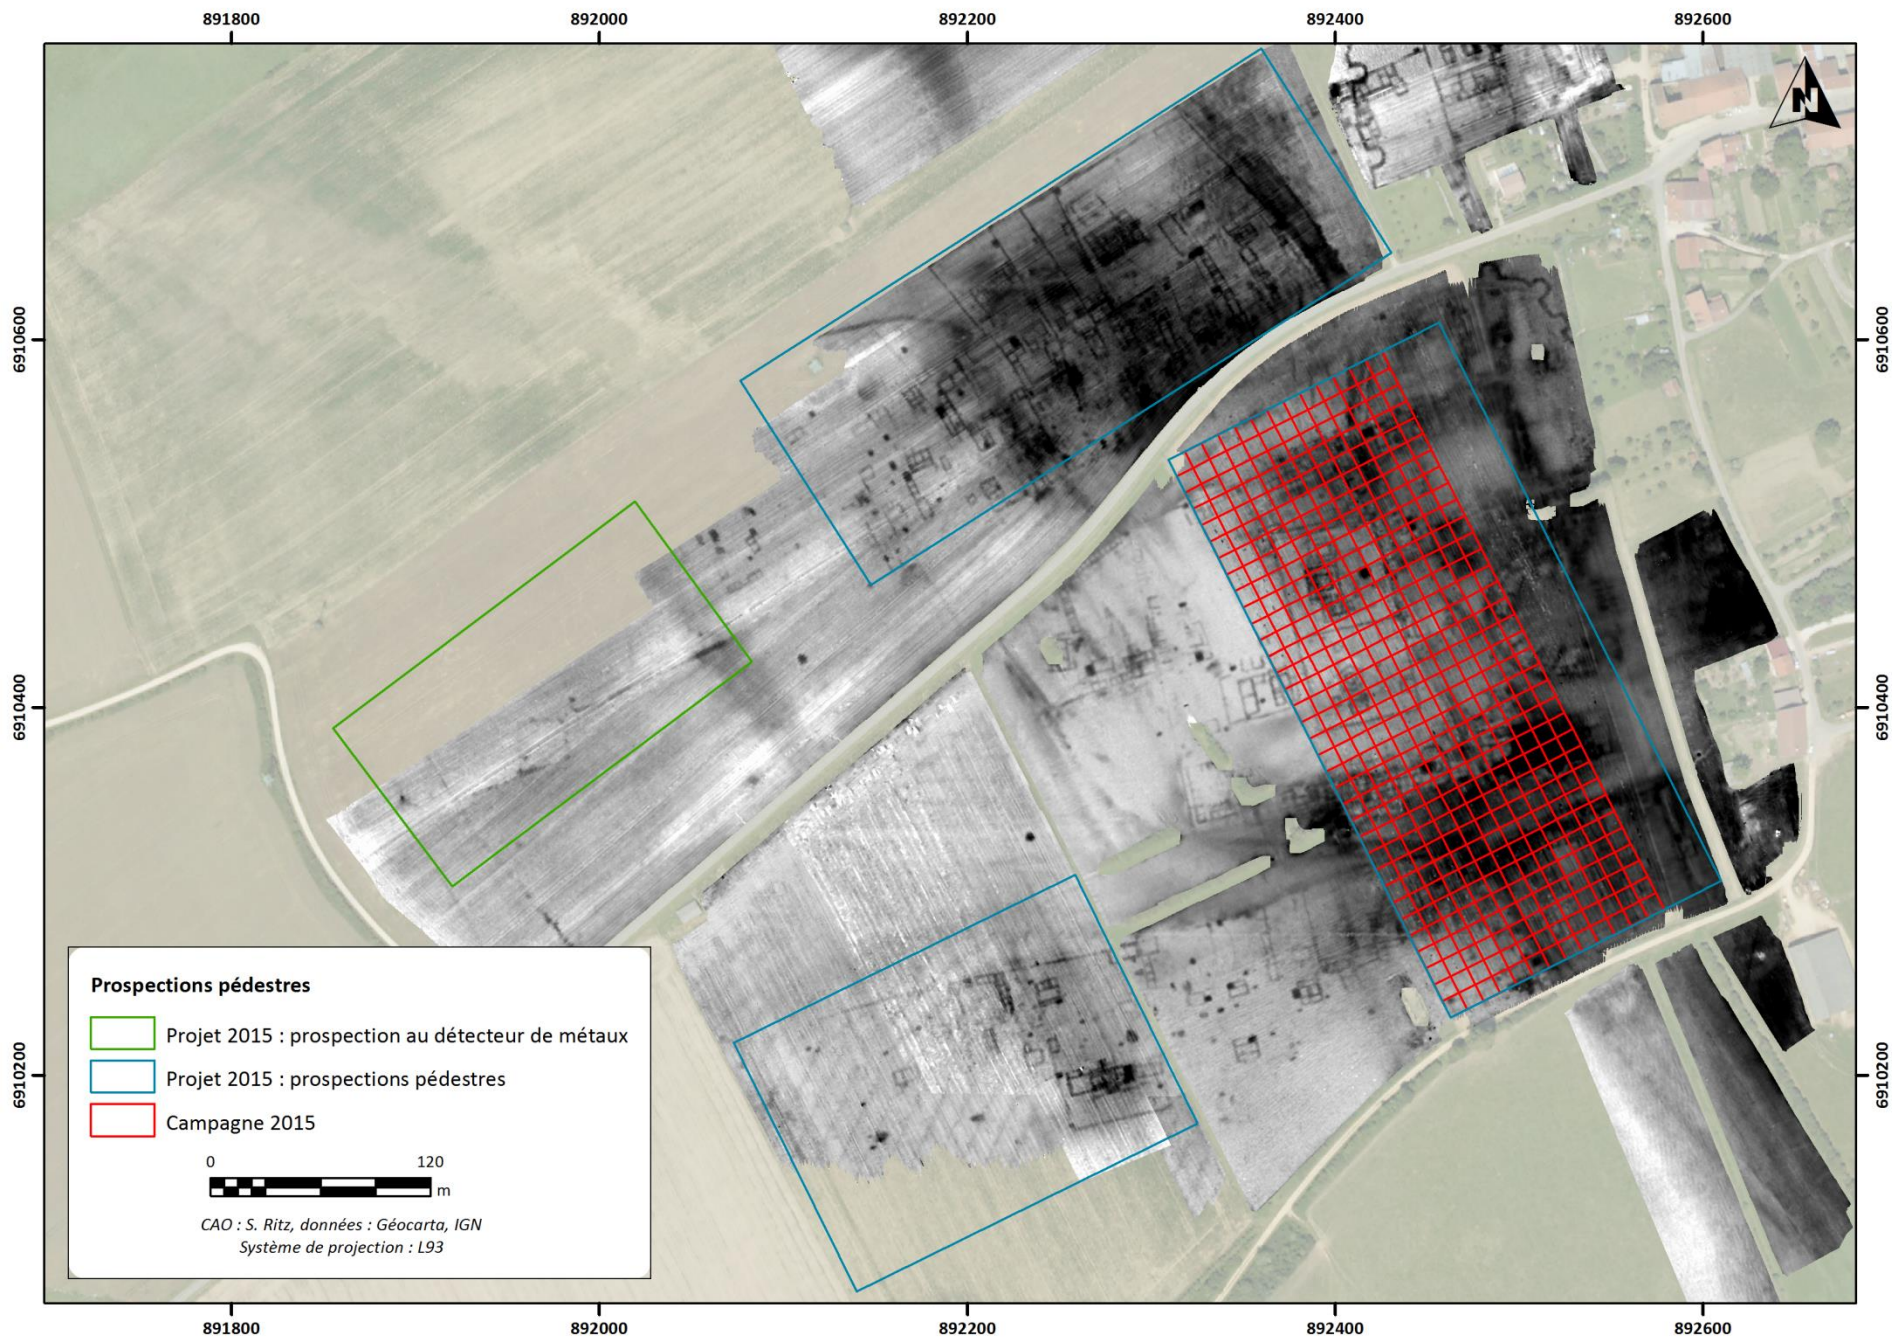 891800 892000 892200 892400 892600
N
6910600 6910600
6910400 6910400
6910200 6910200
Prospections pédestres
Projet 2015 : prospection au détecteur de métaux
Projet 2015 : prospections pédestres
Campagne 2015
0 120
m
CAO : S. Ritz, données : Géocarta, IGN
Système de projection : L93
891800 892000 892200 892400 892600